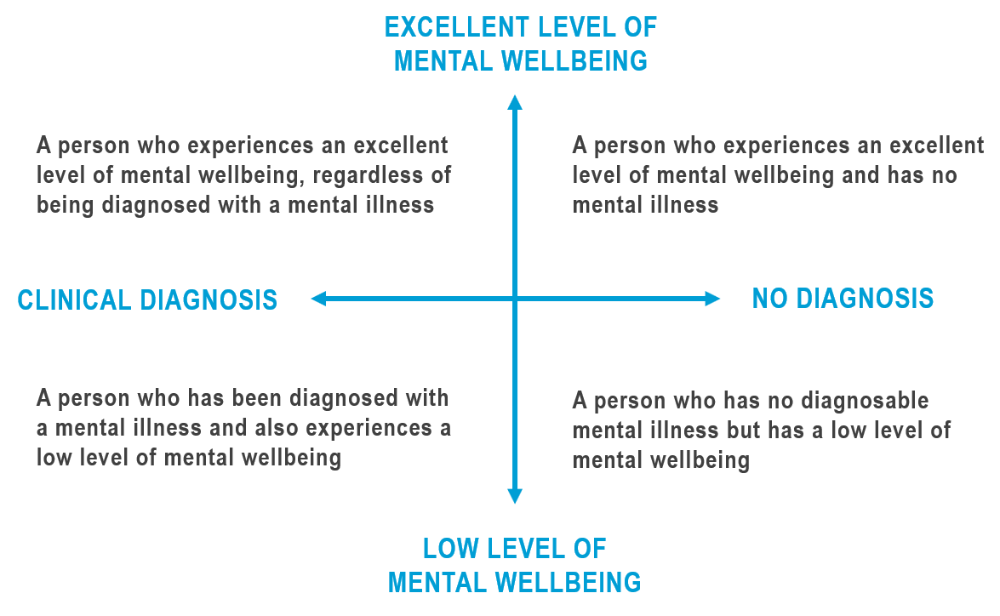 EXCELLENT LEVEL OF
MENTAL WELLBEING
A person who experiences an excellent
level of mental wellbeing, regardless of
being diagnosed with a mental illness
A person who experiences an excellent
level of mental wellbeing and has no
mental illness
CLINICAL DIAGNOSIS
NO DIAGNOSIS
A person who has been diagnosed with
a mental illness and also experiences a
low level of mental wellbeing
A person who has no diagnosable
mental illness but has a low level of
mental wellbeing
LOW LEVEL OF
MENTAL WELLBEING